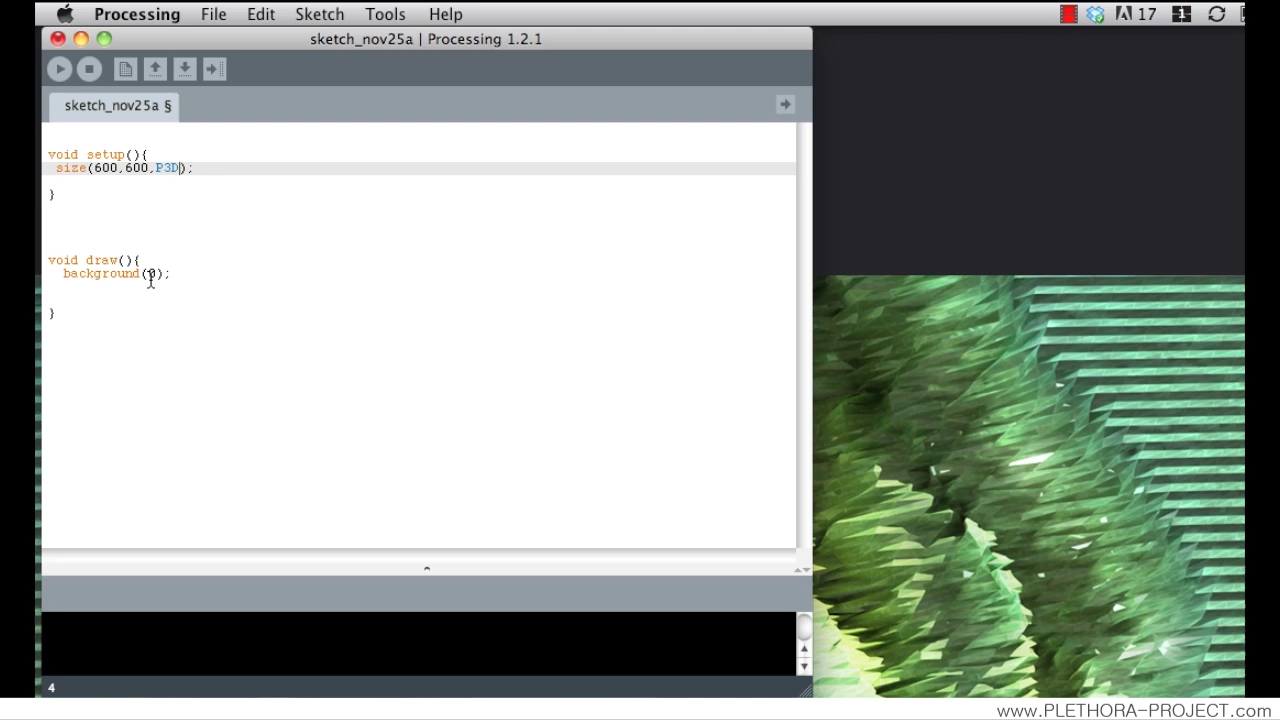 Processing File Edit Sketch Tools Help 17 1
sketch_nov25a | Processing 1.2.1
sketch_nov25a §
void setup(){
size(600,600,P3D);
}
void draw(){
background(0);
}
4
www.PLETHORA-PROJECT.com